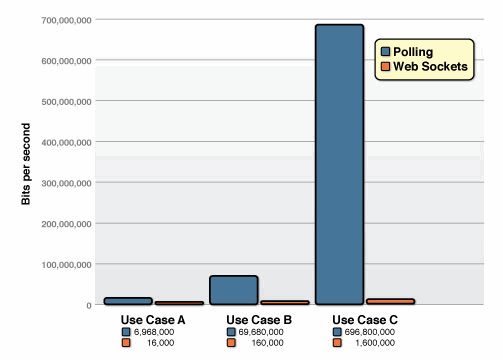 700,000,000
Polling
Web Sockets
600,000,000
500,000,000
400,000,000
300,000,000
200,000,000
100,000,000
0
Bits per second
Use Case A Use Case B Use Case C
6,968,000 69,680,000 696,800,000
16,000 160,000 1,600,000